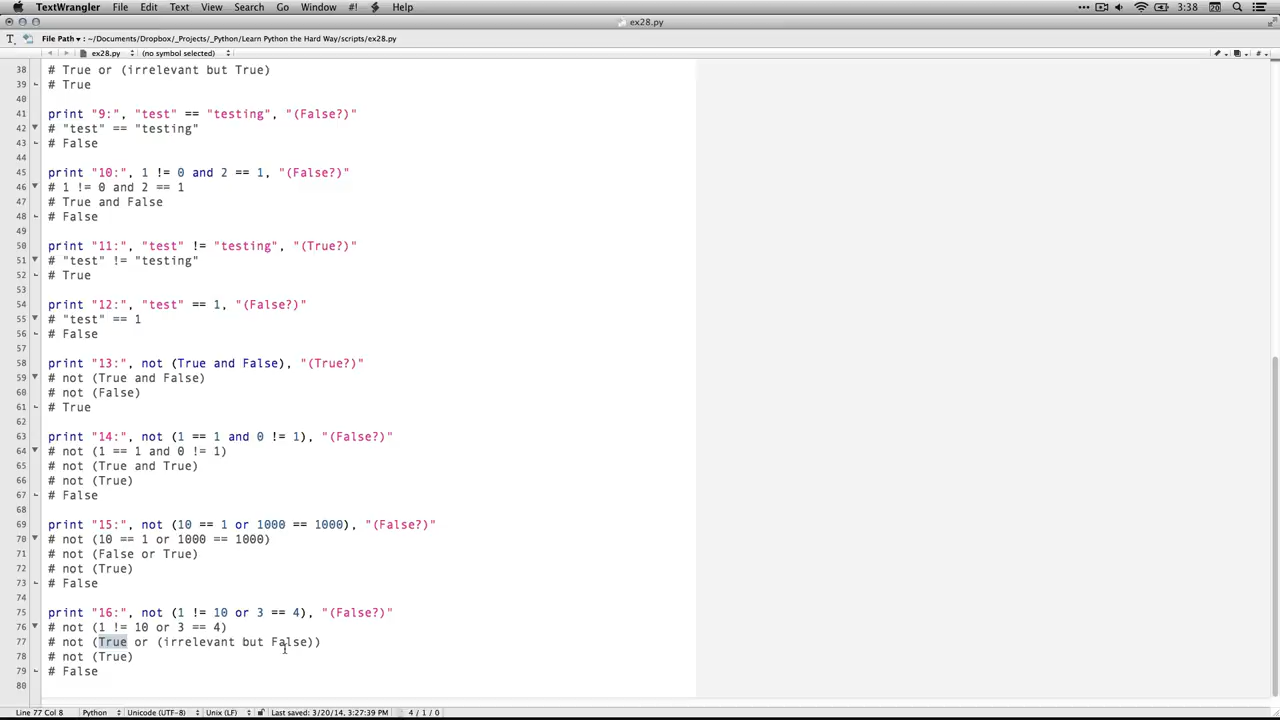 TextWrangler File Edit Text View Search Go Window #! Help 3:38 20
ex28.py
File Path ▾ : ~/Documents/Dropbox/_Projects/_Python/Learn Python the Hard Way/scripts/ex28.py
ex28.py (no symbol selected)
38 # True or (irrelevant but True)
39 # True
40
41 print "9:", "test" == "testing", "(False?)"
42 # "test" == "testing"
43 # False
44
45 print "10:", 1 != 0 and 2 == 1, "(False?)"
46 # 1 != 0 and 2 == 1
47 # True and False
48 # False
49
50 print "11:", "test" != "testing", "(True?)"
51 # "test" != "testing"
52 # True
53
54 print "12:", "test" == 1, "(False?)"
55 # "test" == 1
56 # False
57
58 print "13:", not (True and False), "(True?)"
59 # not (True and False)
60 # not (False)
61 # True
62
63 print "14:", not (1 == 1 and 0 != 1), "(False?)"
64 # not (1 == 1 and 0 != 1)
65 # not (True and True)
66 # not (True)
67 # False
68
69 print "15:", not (10 == 1 or 1000 == 1000), "(False?)"
70 # not (10 == 1 or 1000 == 1000)
71 # not (False or True)
72 # not (True)
73 # False
74
75 print "16:", not (1 != 10 or 3 == 4), "(False?)"
76 # not (1 != 10 or 3 == 4)
77 # not (True or (irrelevant but False))
78 # not (True)
79 # False
80
Line 77 Col 8 Python Unicode (UTF-8) Unix (LF) Last saved: 3/20/14, 3:27:39 PM 4 / 1 / 0